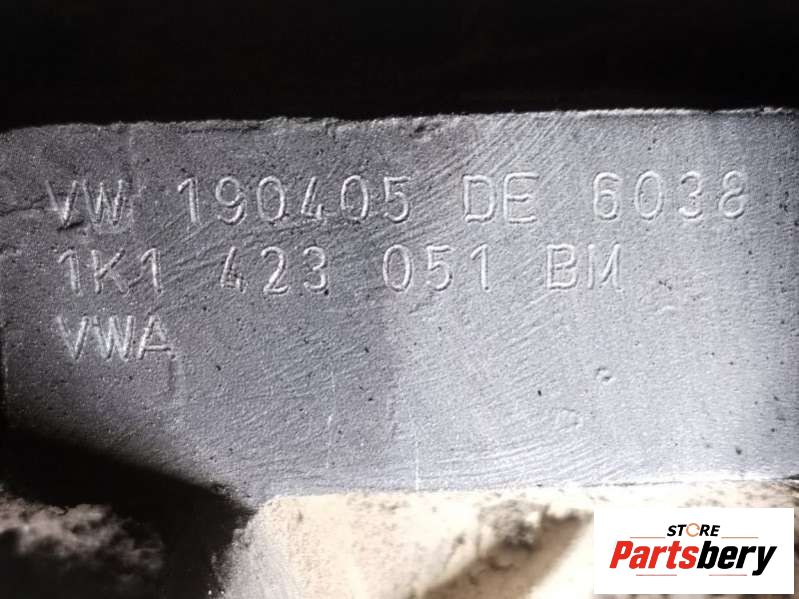 VW 190405 DE 6038
1K1 423 051 BM
VWA
STORE
Partsbery